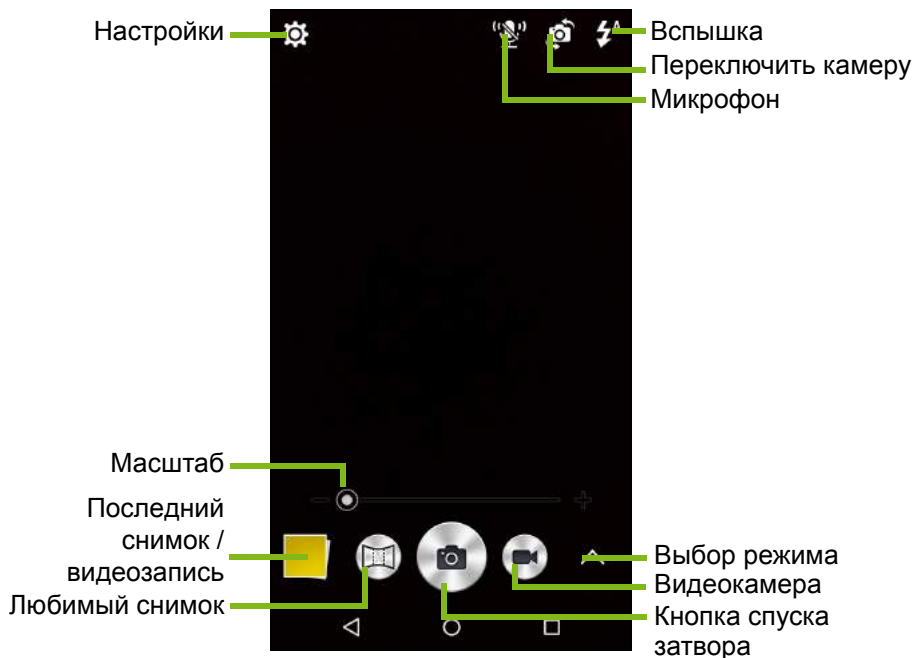 Настройки
Вспышка
Переключить камеру
Микрофон
Масштаб
Последний
снимок /
видеозапись
Любимый снимок
Выбор режима
Видеокамера
Кнопка спуска
затвора